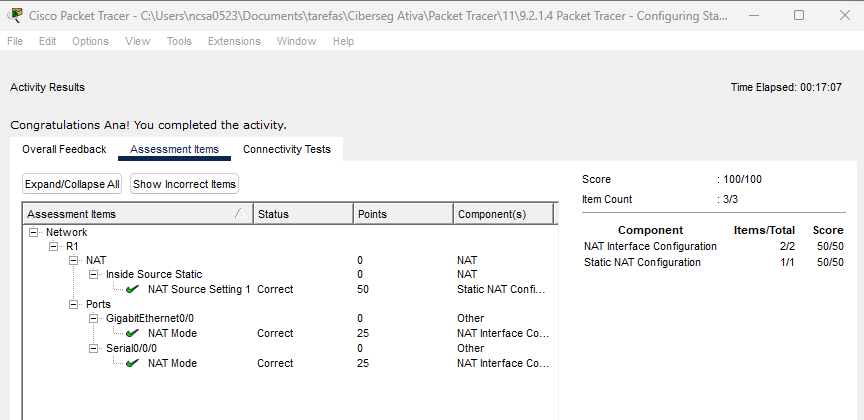 Cisco Packet Tracer - C:\Users\ncsa0523\Documents\tarefas\Ciberseg Ativa\Packet Tracer\11\9.2.1.4 Packet Tracer - Configuring Sta...
File Edit Options View Tools Extensions Window Help
Activity Results Time Elapsed: 00:17:07
Congratulations Ana! You completed the activity.
Overall Feedback Assessment Items Connectivity Tests
Expand/Collapse All Show Incorrect Items
Assessment Items Status Points Component(s)
Network
R1
NAT 0 NAT
Inside Source Static 0 NAT
NAT Source Setting 1 Correct 50 Static NAT Confi...
Ports
GigabitEthernet0/0 0 Other
NAT Mode Correct 25 NAT Interface Co...
Serial0/0/0 0 Other
NAT Mode Correct 25 NAT Interface Co...
Score : 100/100
Item Count : 3/3
Component Items/Total Score
NAT Interface Configuration 2/2 50/50
Static NAT Configuration 1/1 50/50